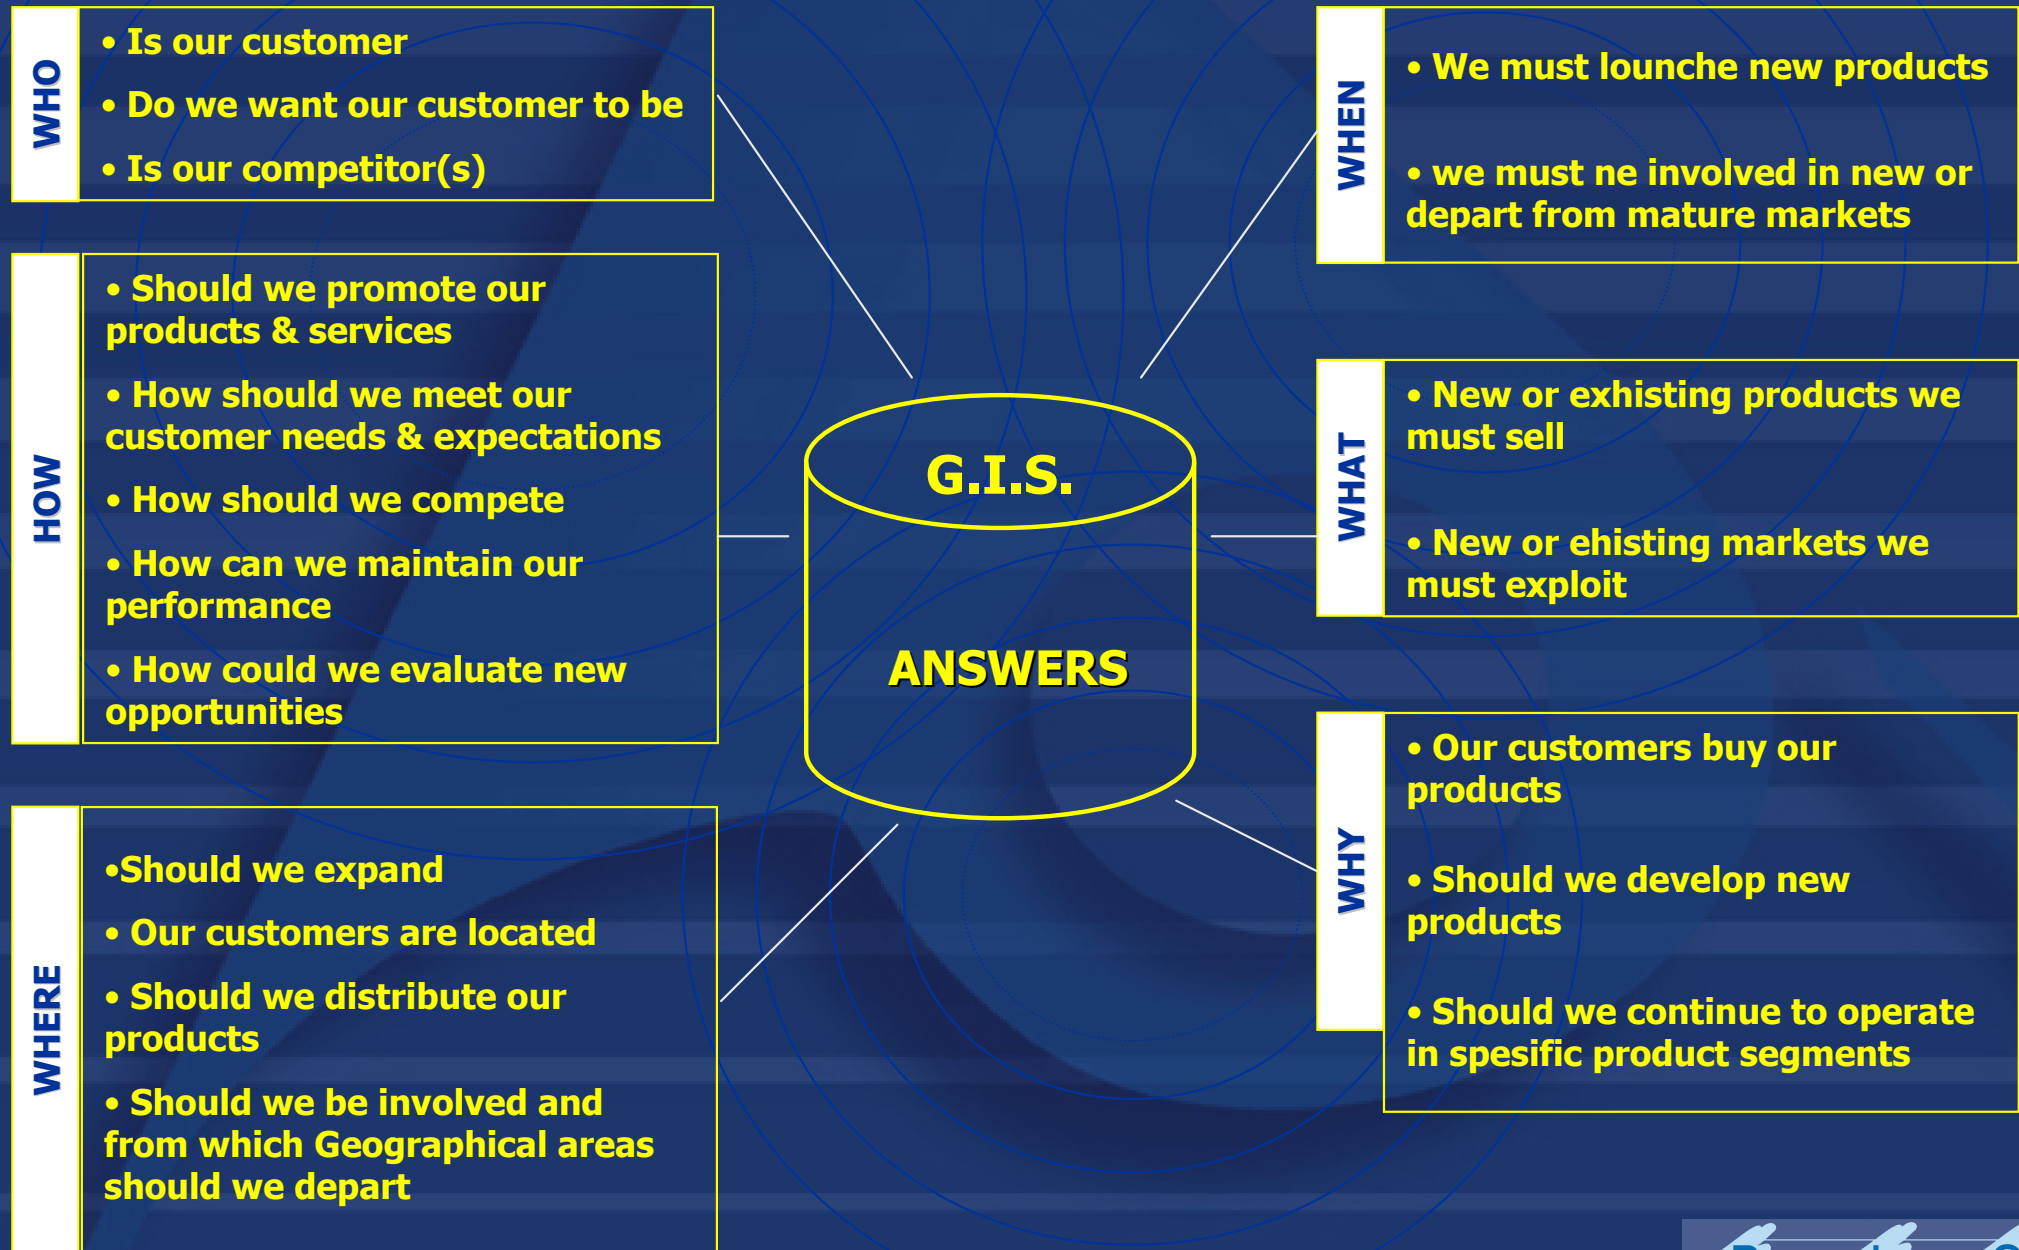 WHO
• Is our customer
• Do we want our customer to be
• Is our competitor(s)
HOW
• Should we promote our
products & services
• How should we meet our
customer needs & expectations
• How should we compete
• How can we maintain our
performance
• How could we evaluate new
opportunities
WHERE
•Should we expand
• Our customers are located
• Should we distribute our
products
• Should we be involved and
from which Geographical areas
should we depart
G.I.S.
ANSWERS
WHEN
• We must lounche new products
• we must ne involved in new or
depart from mature markets
WHAT
• New or exhisting products we
must sell
• New or ehisting markets we
must exploit
WHY
• Our customers buy our
products
• Should we develop new
products
• Should we continue to operate
in spesific product segments